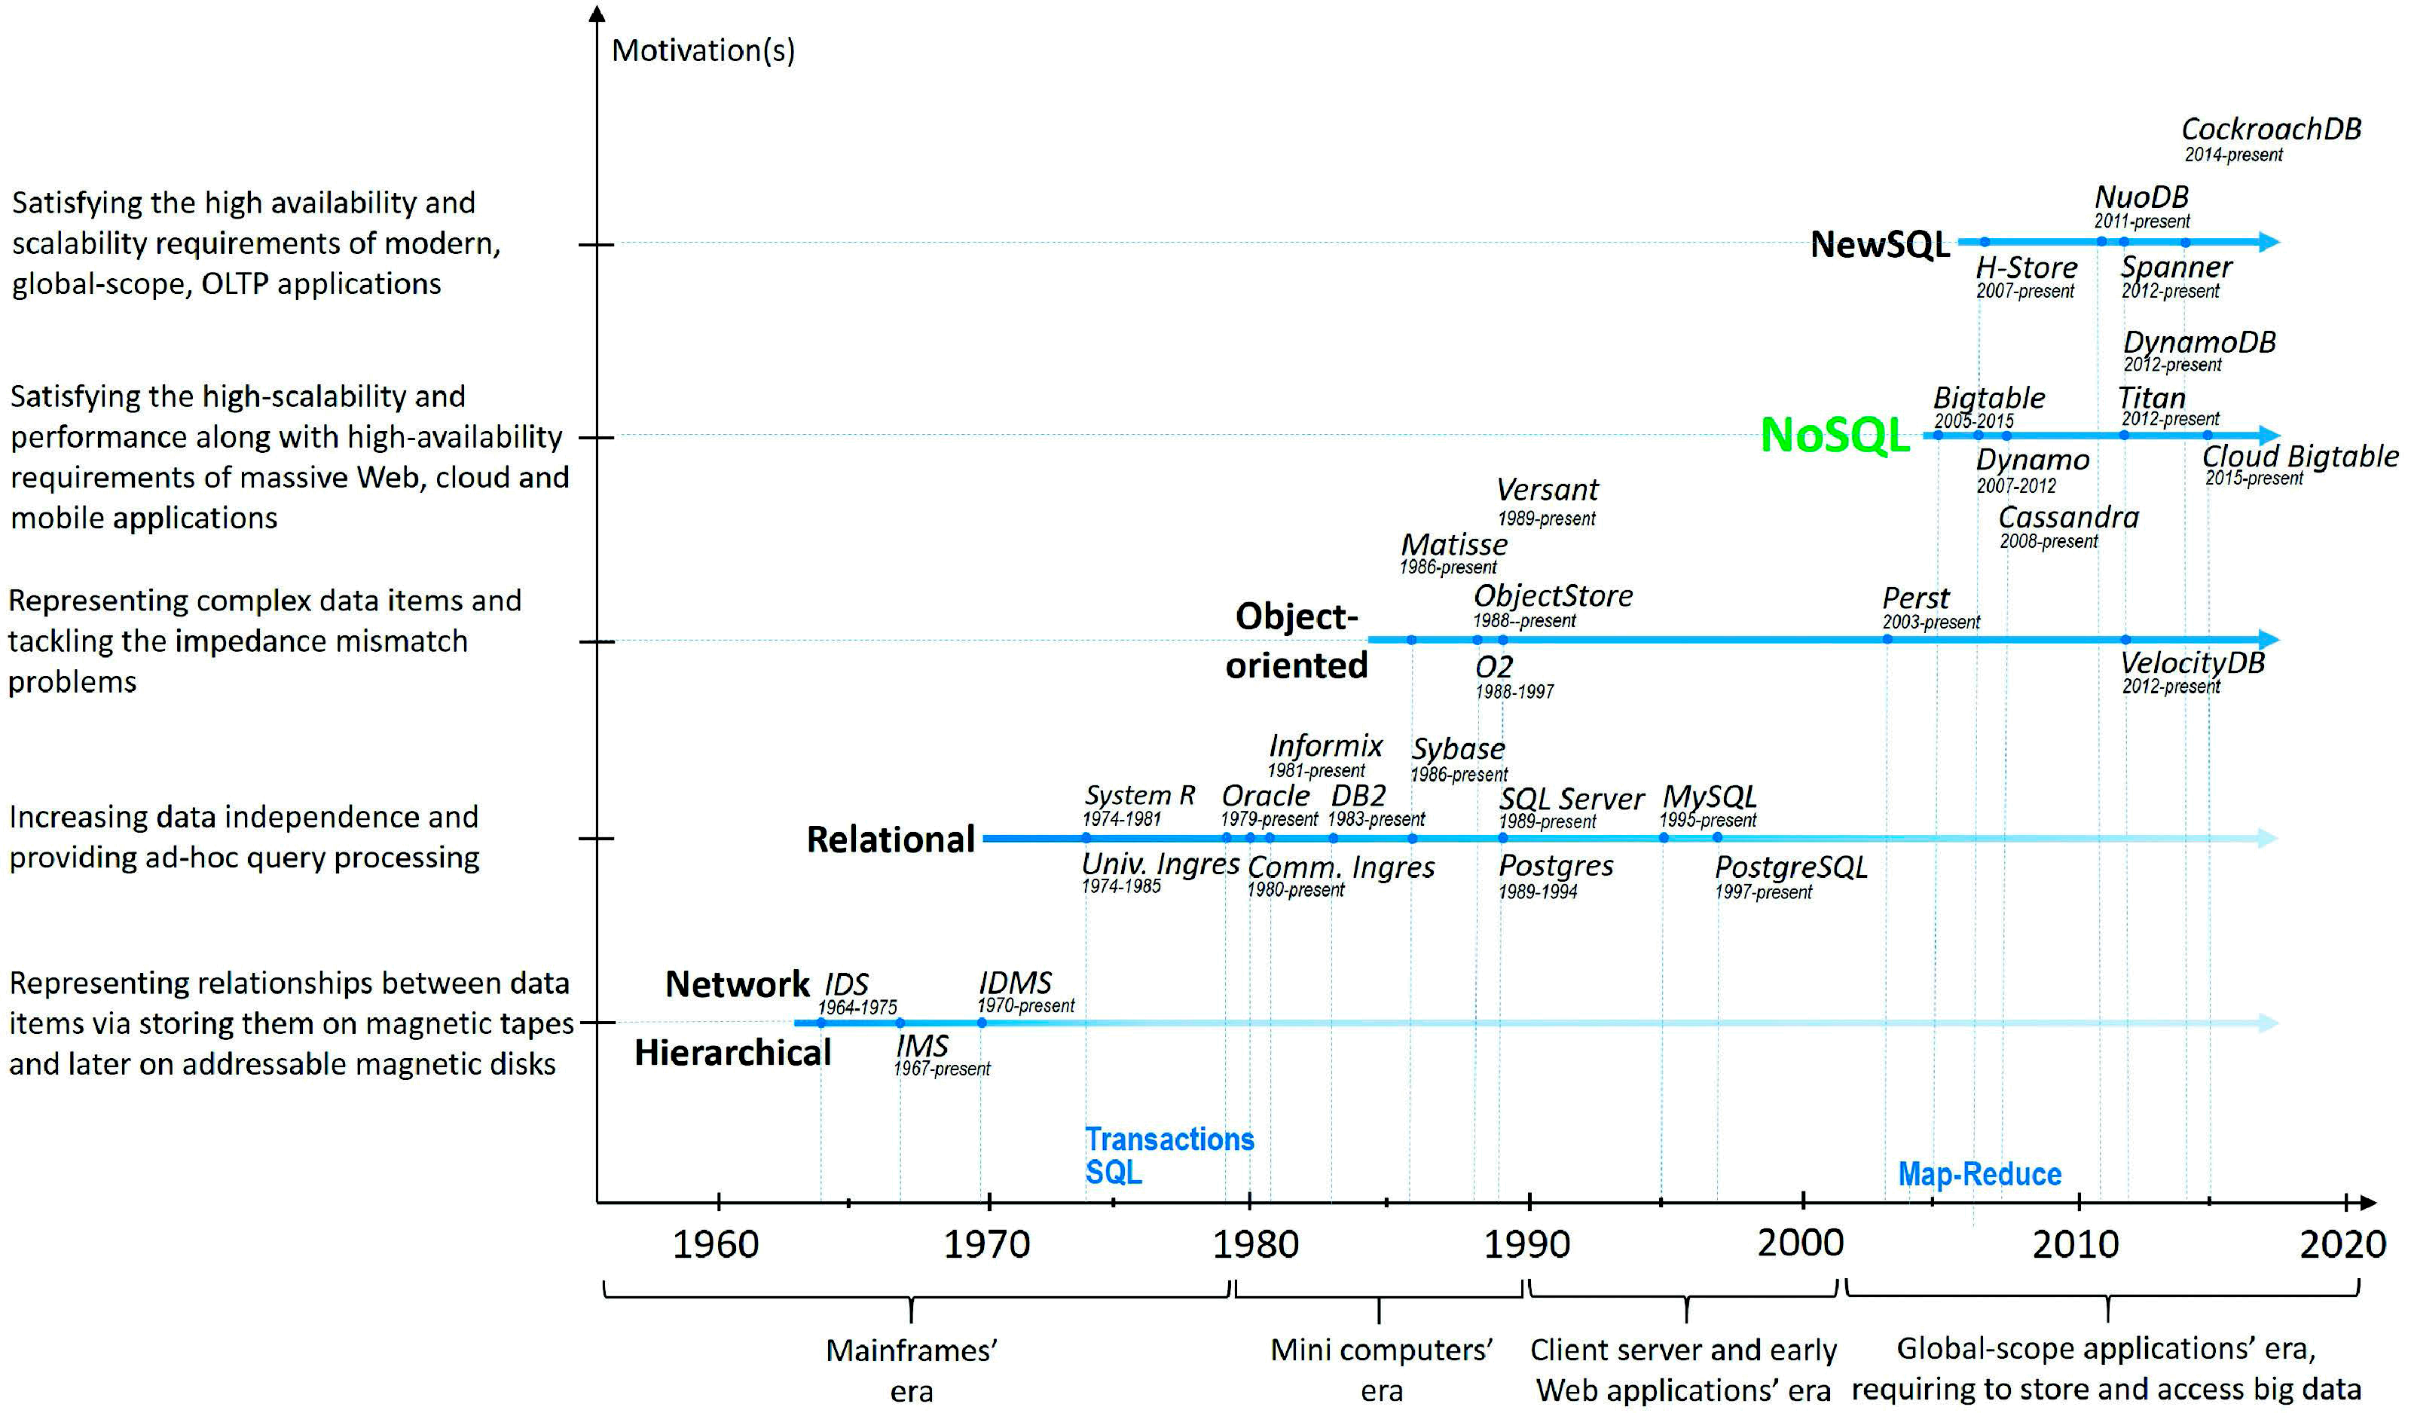 Motivation(s)
CockroachDB
2014-present
Satisfying the high availability and
scalability requirements of modern,
global-scope, OLTP applications
NuoDB
2011-present
NewSQL
H-Store
2007-present
Spanner
2012-present
DynamoDB
2012-present
Satisfying the high-scalability and
performance along with high-availability
requirements of massive Web, cloud and
mobile applications
Bigtable
2005-2015
Titan
2012-present
NoSQL
Dynamo
2007-2012
Cloud Bigtable
2015-present
Cassandra
2008-present
Versant
1989-present
Matisse
1986-present
Representing complex data items and
tackling the impedance mismatch
problems
Object-
oriented
ObjectStore
1988--present
Perst
2003-present
O2
1988-1997
VelocityDB
2012-present
Informix
1981-present
Sybase
1986-present
Increasing data independence and
providing ad-hoc query processing
System R
1974-1981
Oracle
1979-present
DB2
1983-present
SQL Server
1989-present
MySQL
1995-present
Relational
Univ. Ingres
1974-1985
Comm. Ingres
1980-present
Postgres
1989-1994
PostgreSQL
1997-present
Representing relationships between data
items via storing them on magnetic tapes
and later on addressable magnetic disks
Network
IDS
1964-1975
IDMS
1970-present
Hierarchical
IMS
1967-present
Transactions
SQL
Map-Reduce
1960 1970 1980 1990 2000 2010 2020
Mainframes’
era
Mini computers’
era
Client server and early
Web applications’ era
Global-scope applications’ era,
requiring to store and access big data